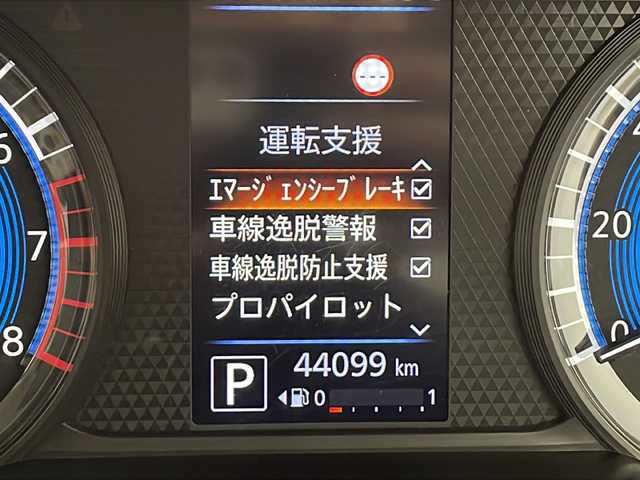 運転支援
エマージェンシーブレーキ
車線逸脱警報
車線逸脱防止支援
プロパイロット
P 44099 km
0 1
6
7
8
20
0